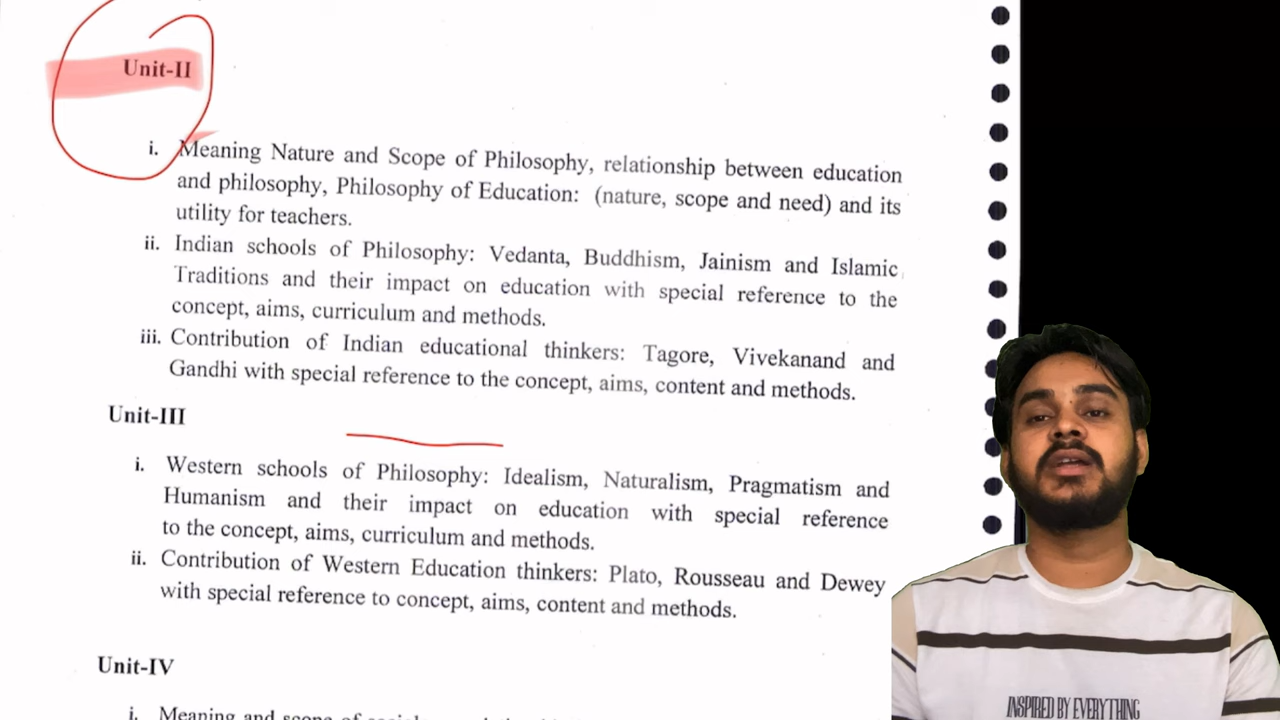 Unit-II
i. Meaning Nature and Scope of Philosophy, relationship between education
and philosophy, Philosophy of Education: (nature, scope and need) and its
utility for teachers.
ii. Indian schools of Philosophy: Vedanta, Buddhism, Jainism and Islamic
Traditions and their impact on education with special reference to the
concept, aims, curriculum and methods.
iii. Contribution of Indian educational thinkers: Tagore, Vivekanand and
Gandhi with special reference to the concept, aims, content and methods.
Unit-III
i. Western schools of Philosophy: Idealism, Naturalism, Pragmatism and
Humanism and their impact on education with special reference
to the concept, aims, curriculum and methods.
ii. Contribution of Western Education thinkers: Plato, Rousseau and Dewey
with special reference to concept, aims, content and methods.
Unit-IV
i. Meaning and scope of
INSPIRED BY EVERYTHING